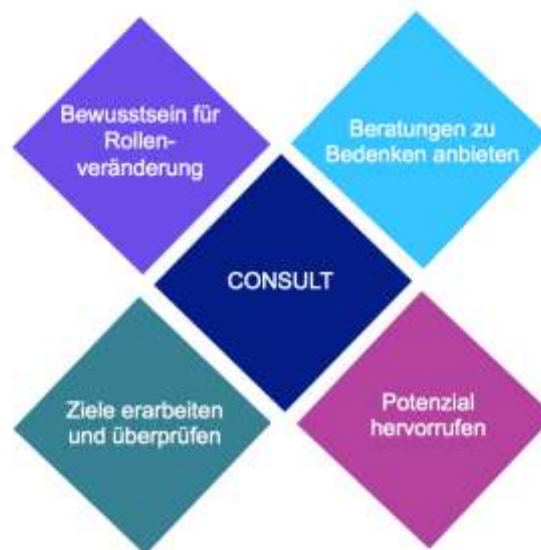 Bewusstsein für
Rollen-
veränderung
Beratungen zu
Bedenken anbieten
CONSULT
Ziele erarbeiten
und überprüfen
Potenzial
hervorrufen